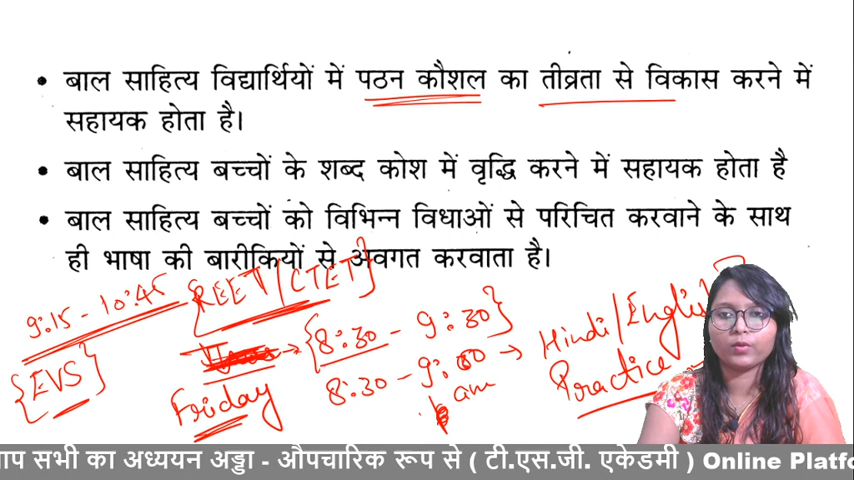 • बाल साहित्य विद्यार्थियों में पठन कौशल का तीव्रता से विकास करने में
सहायक होता है।
• बाल साहित्य बच्चों के शब्द कोश में वृद्धि करने में सहायक होता है
• बाल साहित्य बच्चों को विभिन्न विधाओं से परिचित करवाने के साथ
ही भाषा की बारीकियों से अवगत करवाता है।
9:15 - 10:45 {REET/CTET}
{8:30 - 9:30} Hindi/English
{EVS} Friday 8:30 - 9:00 am → Practice
सभी का अध्ययन अड्डा - औपचारिक रूप से ( टी.एस.जी. एकेडमी ) Online